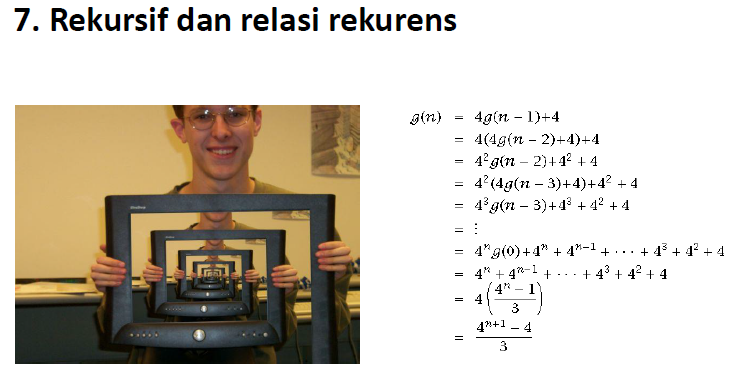 7. Rekursif dan relasi rekurens
g(n) = 4g(n − 1)+4
= 4(4g(n − 2)+4)+4
= 4²g(n − 2)+4² + 4
= 4²(4g(n − 3)+4)+4² + 4
= 4³g(n − 3)+4³ + 4² + 4
= ⋮
= 4ⁿg(0)+4ⁿ + 4ⁿ⁻¹ + · · · + 4³ + 4² + 4
= 4ⁿ + 4ⁿ⁻¹ + · · · + 4³ + 4² + 4
= 4((4ⁿ − 1)/3)
= (4ⁿ⁺¹ − 4)/3